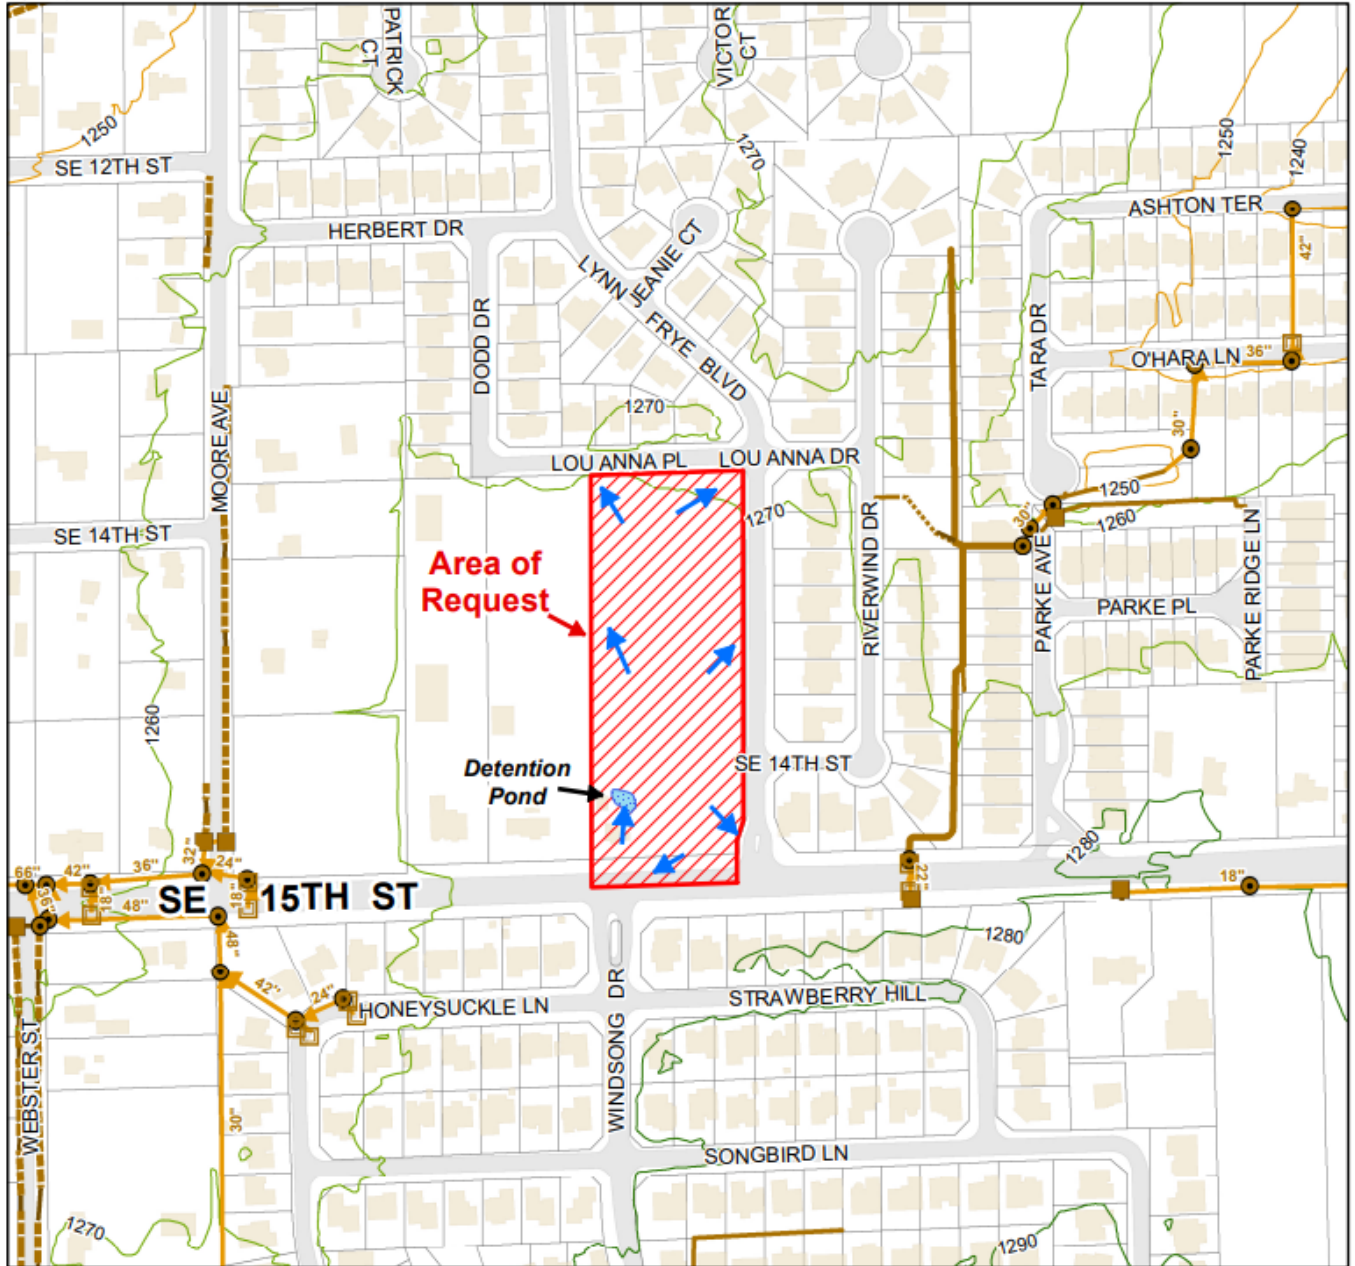 PATRICK
CT
VICTOR
CT
1250
SE 12TH ST
1270
1250
1240
HERBERT DR
ASHTON TER
42"
JEANIE CT
LYNN FRYE BLVD
DODD DR
TARA DR
O'HARA LN
36"
1270
MOORE AVE
30"
LOU ANNA PL
LOU ANNA DR
1250
1270
30"
1260
SE 14TH ST
RIVERWIND DR
PARKE AVE
PARKE RIDGE LN
Area of
Request
PARKE PL
1260
SE 14TH ST
Detention
Pond
1280
32"
24"
66"
42"
36"
18"
18"
36"
48"
SE 15TH ST
22"
18"
48"
1280
42"
24"
HONEYSUCKLE LN
WINDSONG DR
STRAWBERRY HILL
WEBSTER ST
30"
SONGBIRD LN
1270
1290